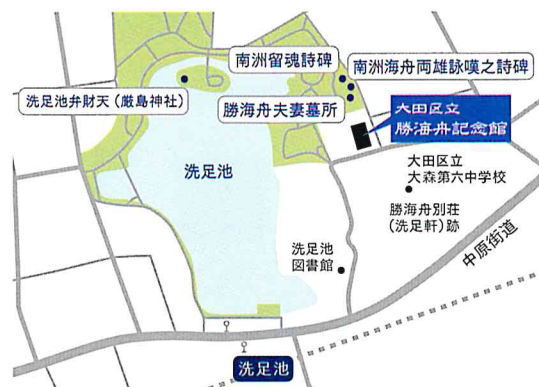 南洲留魂詩碑
南洲海舟両雄詠嘆之詩碑
洗足池弁財天（厳島神社）
勝海舟夫妻墓所
大田区立
勝海舟記念館
洗足池
大田区立
大森第六中学校
勝海舟別荘
（洗足軒）跡
中原街道
洗足池
図書館
洗足池